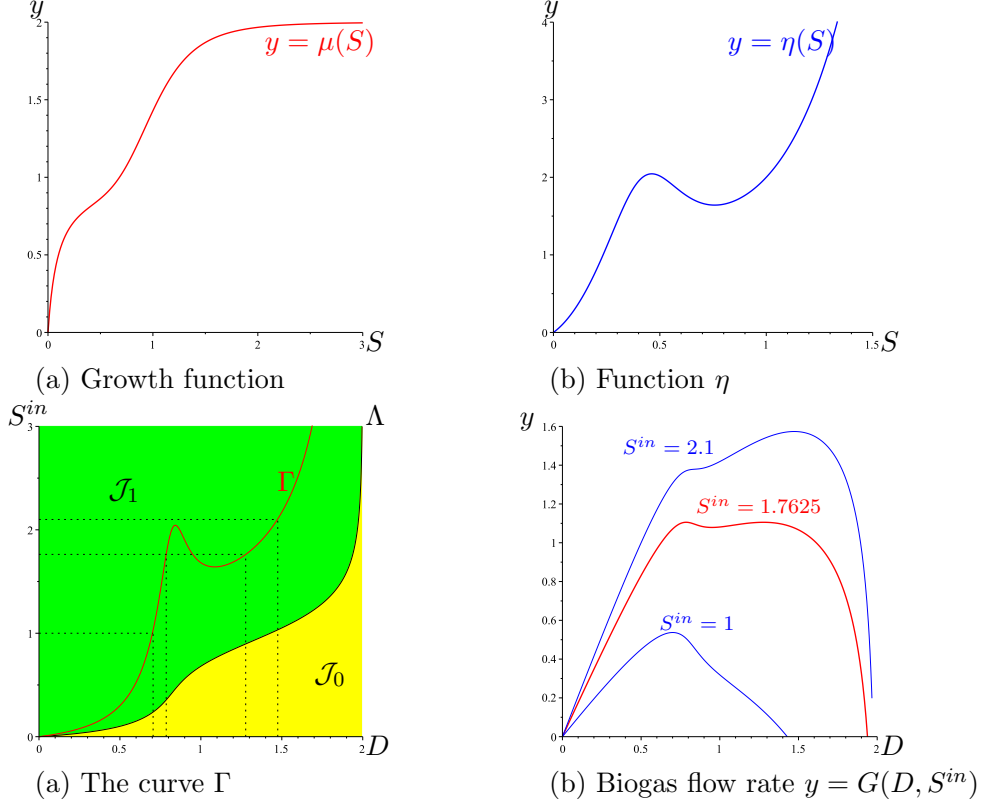 y
y = μ(S)
2
1.5
1
0.5
0
0 1 2 3 S
(a) Growth function
y
y = η(S)
4
3
2
1
0
0 0.5 1 1.5 S
(b) Function η
S^{in} Λ
3
2
1
0
𝒥₁
Γ
𝒥₀
0 0.5 1 1.5 2 D
(a) The curve Γ
y
1.6
1.4
1.2
1
0.8
0.6
0.4
0.2
0
S^{in} = 2.1
S^{in} = 1.7625
S^{in} = 1
0 0.5 1 1.5 2 D
(b) Biogas flow rate y = G(D, S^{in})